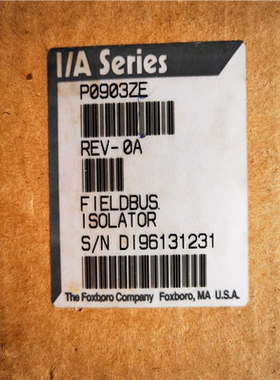 I/A Series
P0903ZE
REV-0A
FIELDBUS
ISOLATOR
S/N DI96131231
The Foxboro Company Foxboro, MA U.S.A.